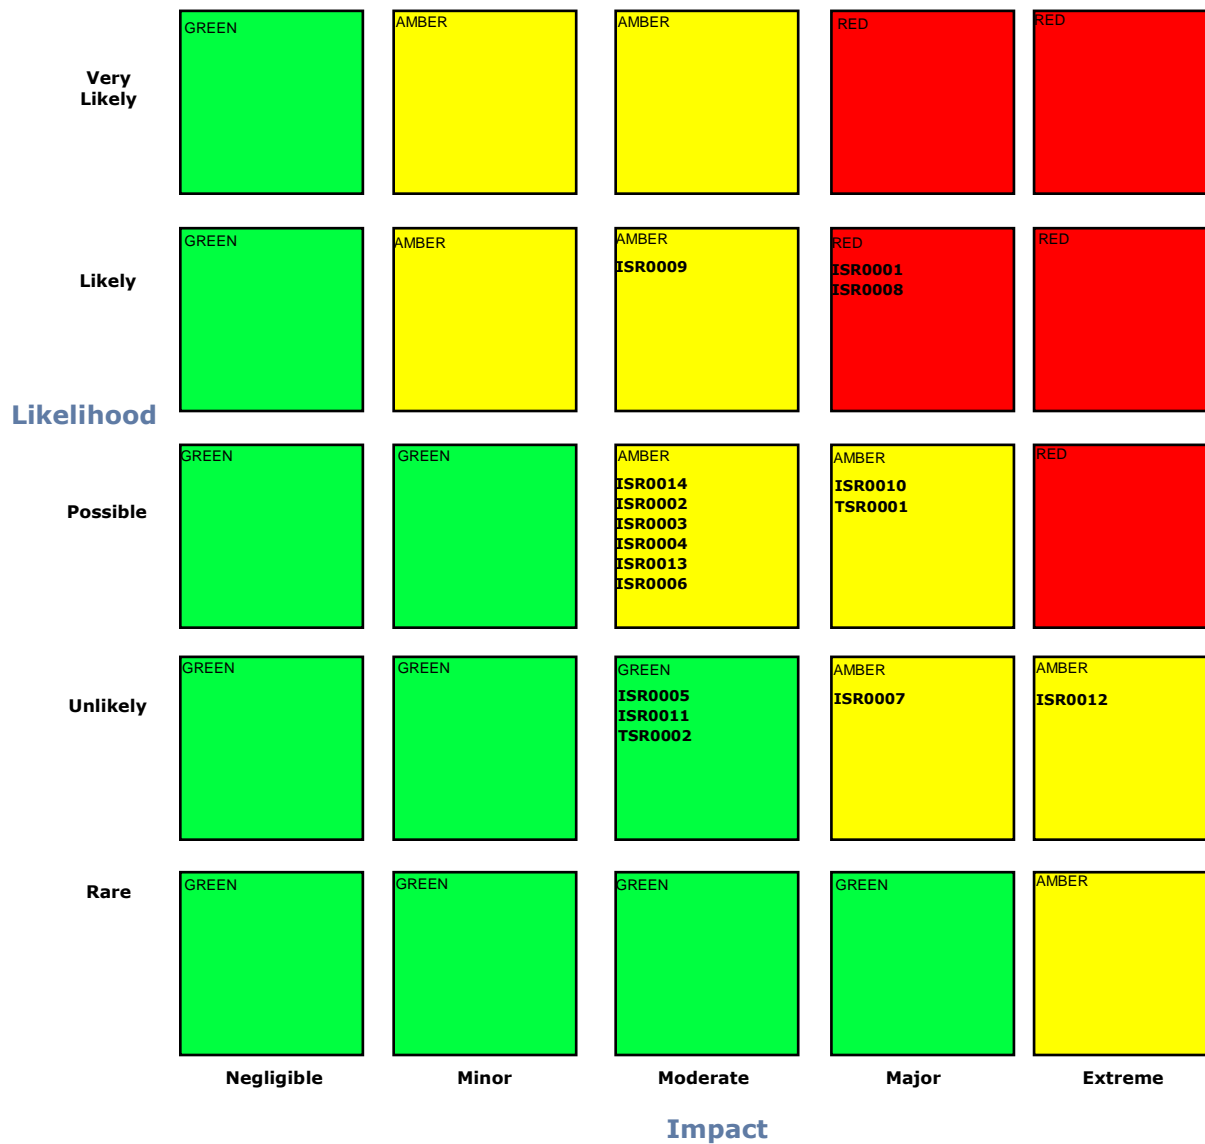 GREEN
AMBER
AMBER
RED
RED
Very
Likely
GREEN
AMBER
AMBER
ISR0009
RED
ISR0001
ISR0008
RED
Likely
Likelihood
GREEN
GREEN
AMBER
ISR0014
ISR0002
ISR0003
ISR0004
ISR0013
ISR0006
AMBER
ISR0010
TSR0001
RED
Possible
GREEN
GREEN
GREEN
ISR0005
ISR0011
TSR0002
AMBER
ISR0007
AMBER
ISR0012
Unlikely
GREEN
GREEN
GREEN
GREEN
AMBER
Rare
Negligible
Minor
Moderate
Major
Extreme
Impact